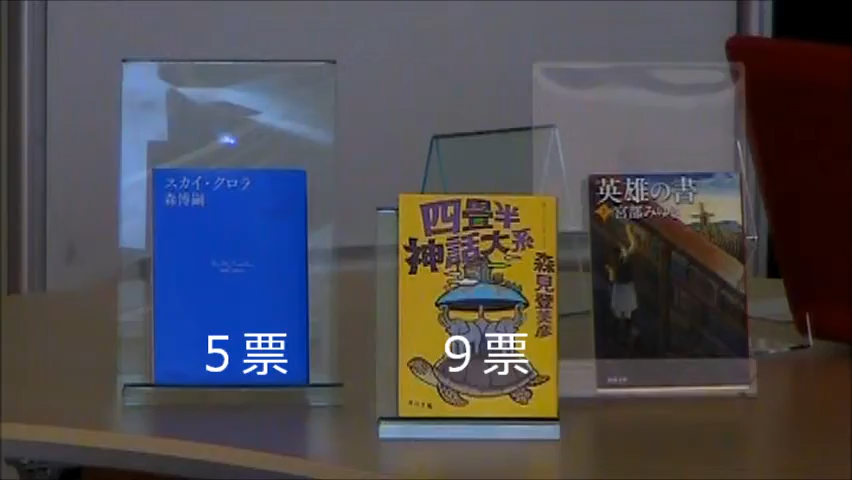 スカイ・クロラ
森博嗣
5票
四畳半
神話大系
森見登美彦
9票
英雄の書
宮部みゆき